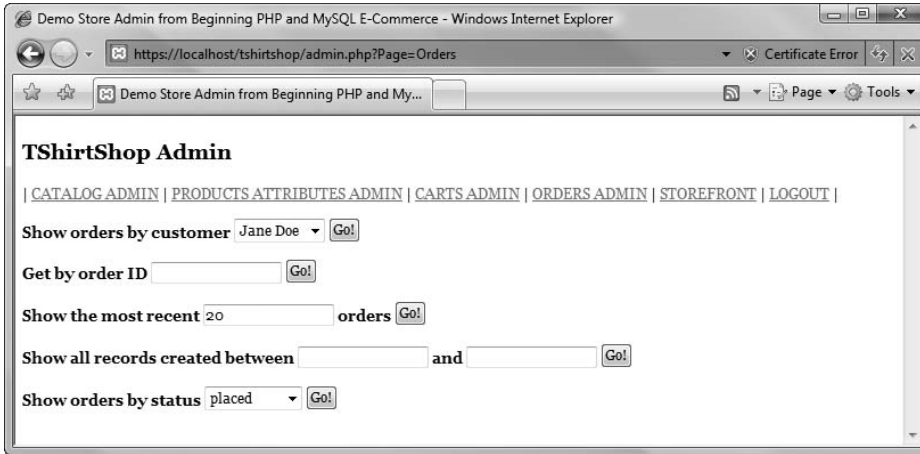 Demo Store Admin from Beginning PHP and MySQL E-Commerce - Windows Internet Explorer
https://localhost/tshirtshop/admin.php?Page=Orders
Certificate Error
Demo Store Admin from Beginning PHP and My...
Page
Tools
TShirtShop Admin
| CATALOG ADMIN | PRODUCTS ATTRIBUTES ADMIN | CARTS ADMIN | ORDERS ADMIN | STOREFRONT | LOGOUT |
Show orders by customer Jane Doe Go!
Get by order ID Go!
Show the most recent 20 orders Go!
Show all records created between and Go!
Show orders by status placed Go!